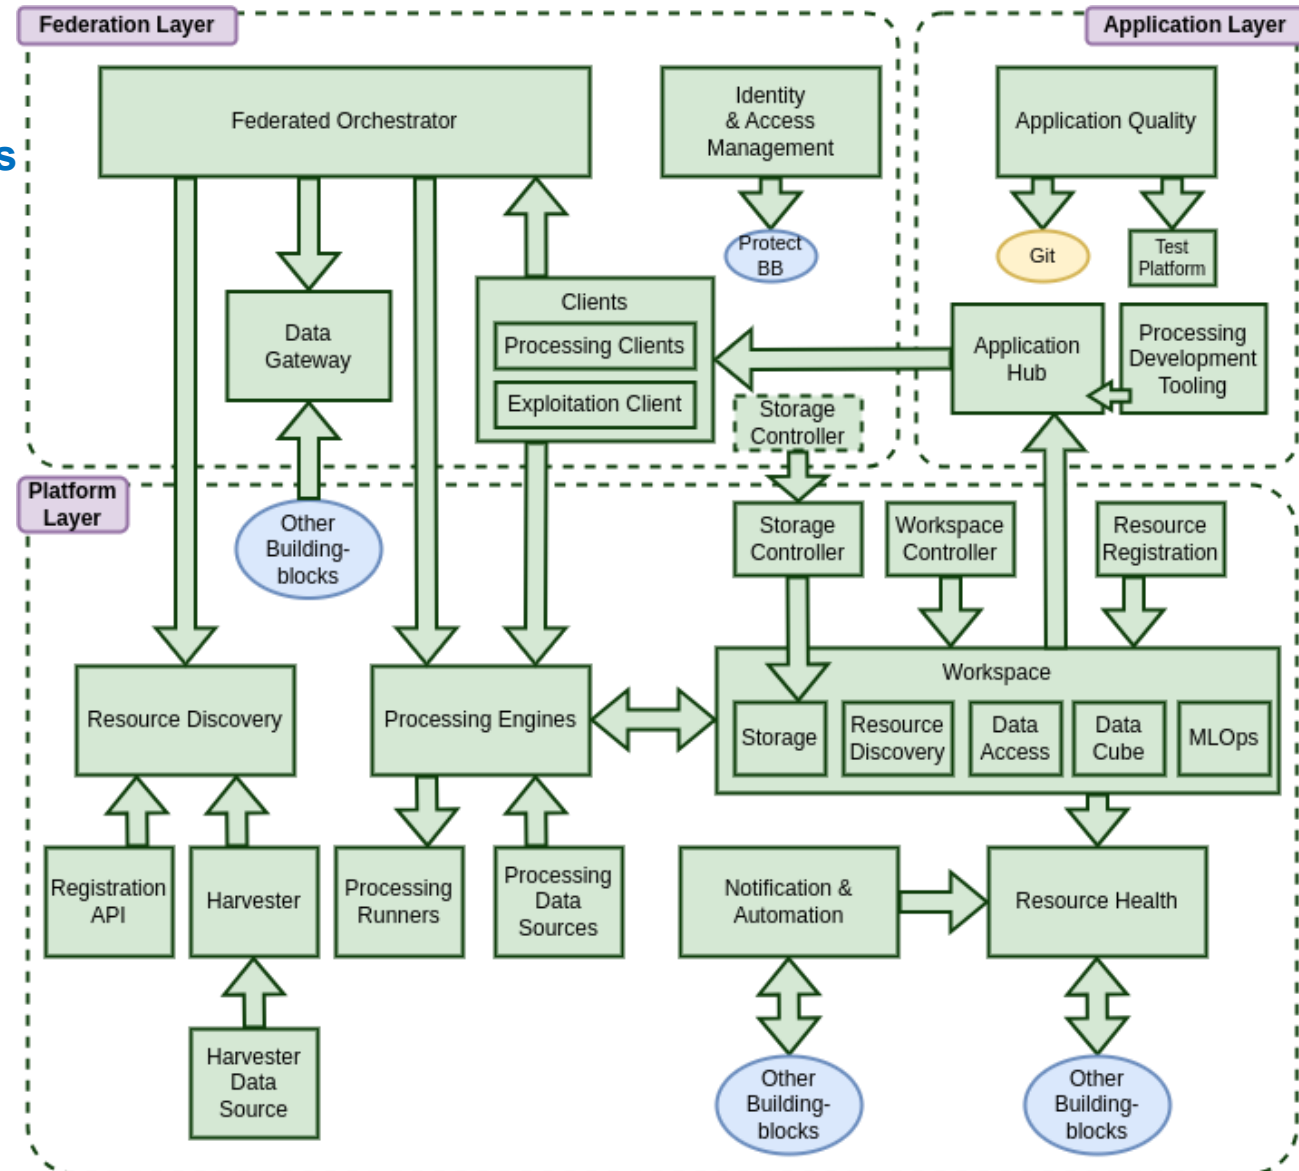 Federation Layer
Application Layer
Federated Orchestrator
Identity
& Access
Management
Application Quality
s
Protect
BB
Git
Test
Platform
Clients
Processing Clients
Exploitation Client
Data
Gateway
Application
Hub
Processing
Development
Tooling
Storage
Controller
Platform
Layer
Other
Building-
blocks
Storage
Controller
Workspace
Controller
Resource
Registration
Resource Discovery
Processing Engines
Workspace
Storage
Resource
Discovery
Data
Access
Data
Cube
MLOps
Registration
API
Harvester
Processing
Runners
Processing
Data
Sources
Notification &
Automation
Resource Health
Harvester
Data
Source
Other
Building-
blocks
Other
Building-
blocks